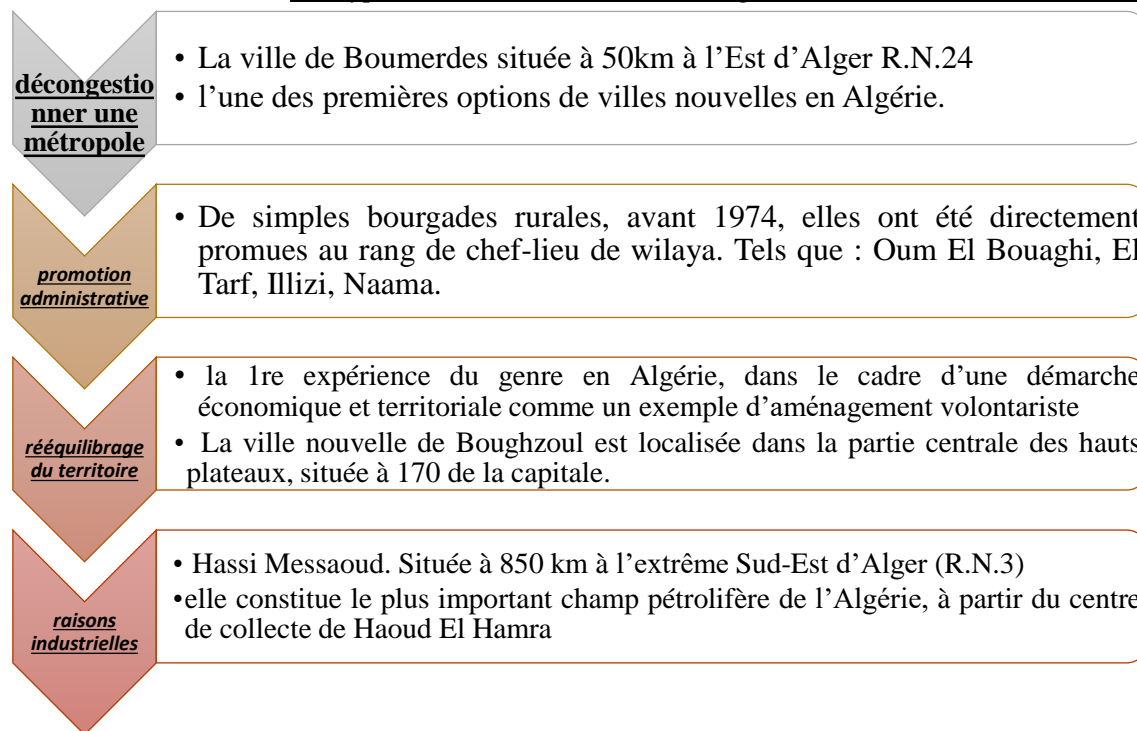 décongestio
nner une
métropole
• La ville de Boumerdes située à 50km à l’Est d’Alger R.N.24
• l’une des premières options de villes nouvelles en Algérie.
promotion
administrative
• De simples bourgades rurales, avant 1974, elles ont été directement
promues au rang de chef-lieu de wilaya. Tels que : Oum El Bouaghi, El
Tarf, Illizi, Naama.
rééquilibrage
du territoire
• la 1re expérience du genre en Algérie, dans le cadre d’une démarche
économique et territoriale comme un exemple d’aménagement volontariste
• La ville nouvelle de Boughzoul est localisée dans la partie centrale des hauts
plateaux, située à 170 de la capitale.
raisons
industrielles
• Hassi Messaoud. Située à 850 km à l’extrême Sud-Est d’Alger (R.N.3)
•elle constitue le plus important champ pétrolifère de l’Algérie, à partir du centre
de collecte de Haoud El Hamra